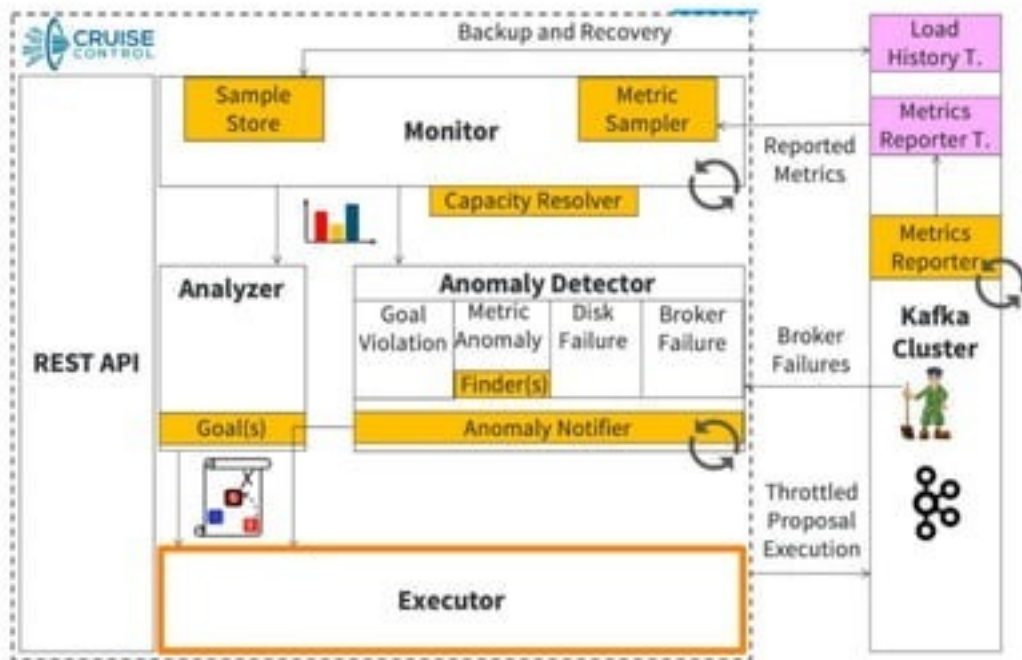 CRUISE
CONTROL
Backup and Recovery
Load
History T.
Sample
Store
Monitor
Metric
Sampler
Metrics
Reporter T.
Reported
Metrics
Capacity Resolver
Metrics
Reporter
REST API
Analyzer
Anomaly Detector
Goal
Violation
Metric
Anomaly
Disk
Failure
Broker
Failure
Finder(s)
Broker
Failures
Kafka
Cluster
Goal(s)
Anomaly Notifier
Throttled
Proposal
Execution
Executor